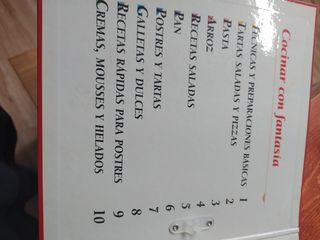 Cocinar con fantasía
TÉCNICAS Y PREPARACIONES BÁSICAS 1
TARTAS SALADAS Y PIZZAS 2
PASTA 3
ARROZ 4
RECETAS SALADAS 5
PAN 6
POSTRES Y TARTAS 7
GALLETAS Y DULCES 8
RECETAS RÁPIDAS PARA POSTRES 9
CREMAS, MOUSSES Y HELADOS 10